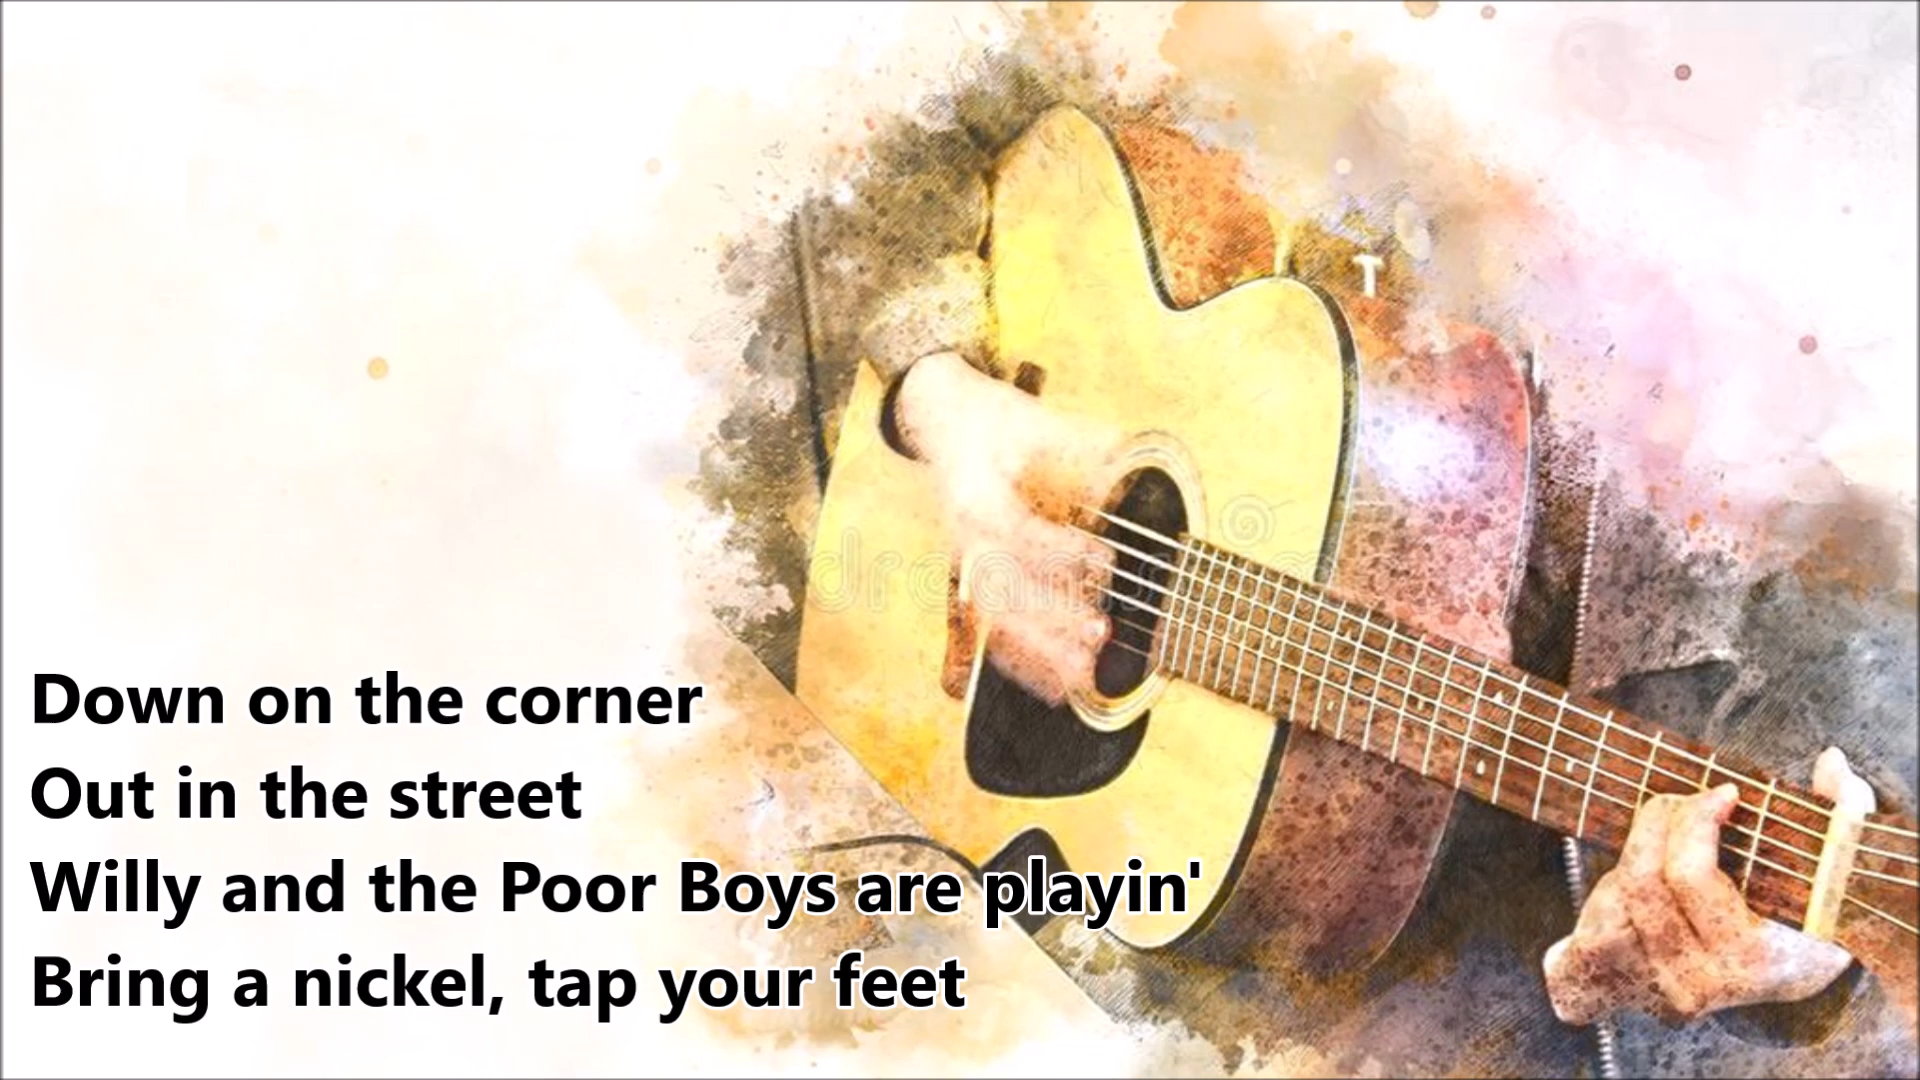 Down on the corner
Out in the street
Willy and the Poor Boys are playin'
Bring a nickel, tap your feet
dreams